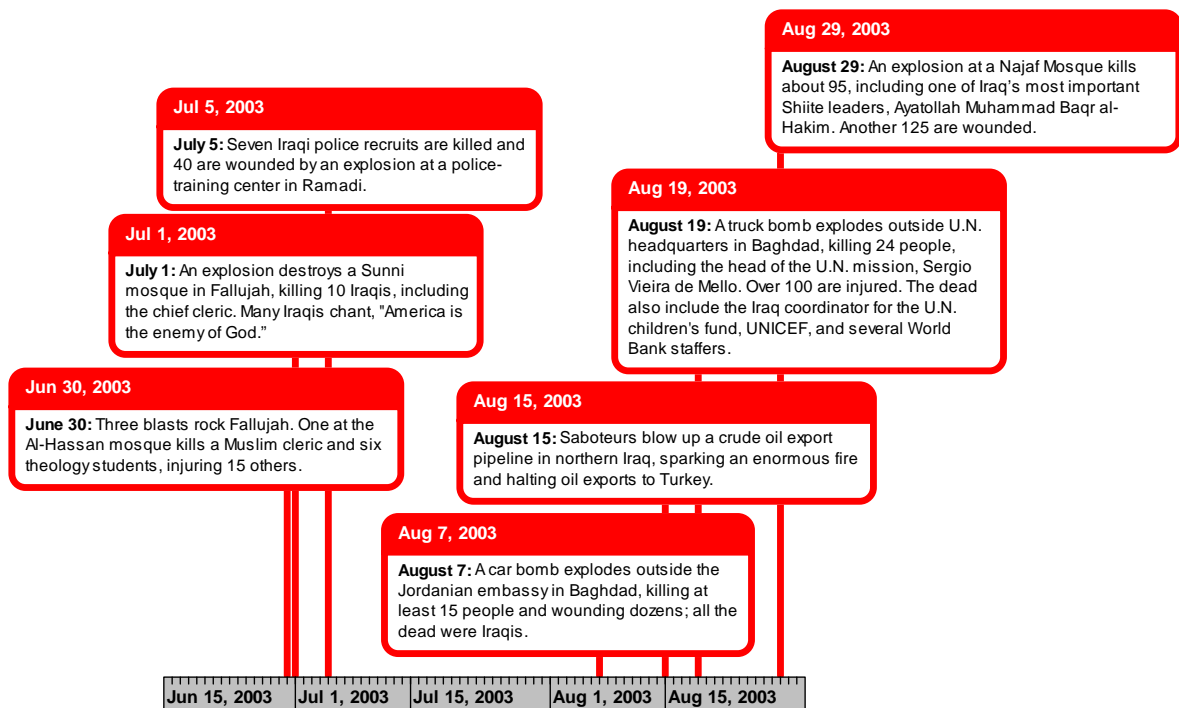 Aug 29, 2003
August 29: An explosion at a Najaf Mosque kills
about 95, including one of Iraq's most important
Shiite leaders, Ayatollah Muhammad Baqr al-
Hakim. Another 125 are wounded.
Jul 5, 2003
July 5: Seven Iraqi police recruits are killed and
40 are wounded by an explosion at a police-
training center in Ramadi.
Aug 19, 2003
August 19: A truck bomb explodes outside U.N.
headquarters in Baghdad, killing 24 people,
including the head of the U.N. mission, Sergio
Vieira de Mello. Over 100 are injured. The dead
also include the Iraq coordinator for the U.N.
children's fund, UNICEF, and several World
Bank staffers.
Jul 1, 2003
July 1: An explosion destroys a Sunni
mosque in Fallujah, killing 10 Iraqis, including
the chief cleric. Many Iraqis chant, "America is
the enemy of God.”
Jun 30, 2003
June 30: Three blasts rock Fallujah. One at the
Al-Hassan mosque kills a Muslim cleric and six
theology students, injuring 15 others.
Aug 15, 2003
August 15: Saboteurs blow up a crude oil export
pipeline in northern Iraq, sparking an enormous fire
and halting oil exports to Turkey.
Aug 7, 2003
August 7: A car bomb explodes outside the
Jordanian embassy in Baghdad, killing at
least 15 people and wounding dozens; all the
dead were Iraqis.
Jun 15, 2003 Jul 1, 2003 Jul 15, 2003 Aug 1, 2003 Aug 15, 2003